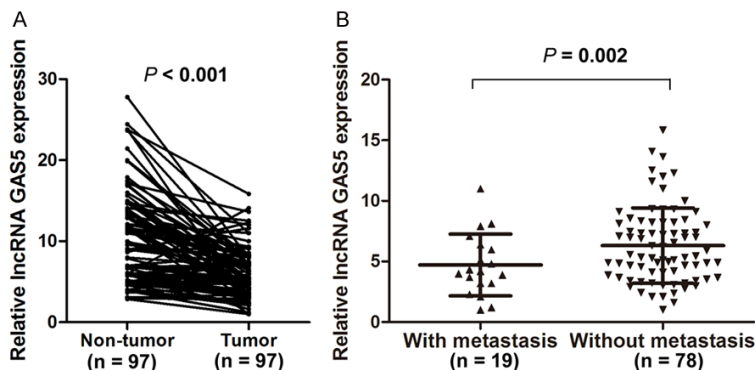 A
B
Relative lncRNA GAS5 expression
30
20
10
0
P < 0.001
Non-tumor
(n = 97)
Tumor
(n = 97)
Relative lncRNA GAS5 expression
20
15
10
5
0
P = 0.002
With metastasis
(n = 19)
Without metastasis
(n = 78)